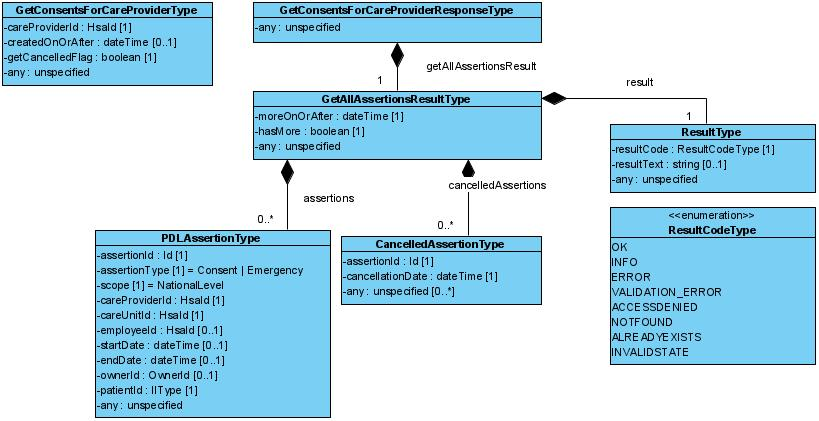 GetConsentsForCareProviderType
-careProviderId : HsaId [1]
-createdOnOrAfter : dateTime [0..1]
-getCancelledFlag : boolean [1]
-any : unspecified
GetConsentsForCareProviderResponseType
-any : unspecified
getAllAssertionsResult
1
GetAllAssertionsResultType
-moreOnOrAfter : dateTime [1]
-hasMore : boolean [1]
-any : unspecified
result
1
ResultType
-resultCode : ResultCodeType [1]
-resultText : string [0..1]
-any : unspecified
assertions
0..*
cancelledAssertions
0..*
PDLAssertionType
-assertionId : Id [1]
-assertionType [1] = Consent | Emergency
-scope [1] = NationalLevel
-careProviderId : HsaId [1]
-careUnitId : HsaId [1]
-employeeId : HsaId [0..1]
-startDate : dateTime [0..1]
-endDate : dateTime [0..1]
-ownerId : OwnerId [0..1]
-patientId : IIType [1]
-any : unspecified
CancelledAssertionType
-assertionId : Id [1]
-cancellationDate : dateTime [1]
-any : unspecified [0..*]
<<enumeration>>
ResultCodeType
OK
INFO
ERROR
VALIDATION_ERROR
ACCESSDENIED
NOTFOUND
ALREADYEXISTS
INVALIDSTATE